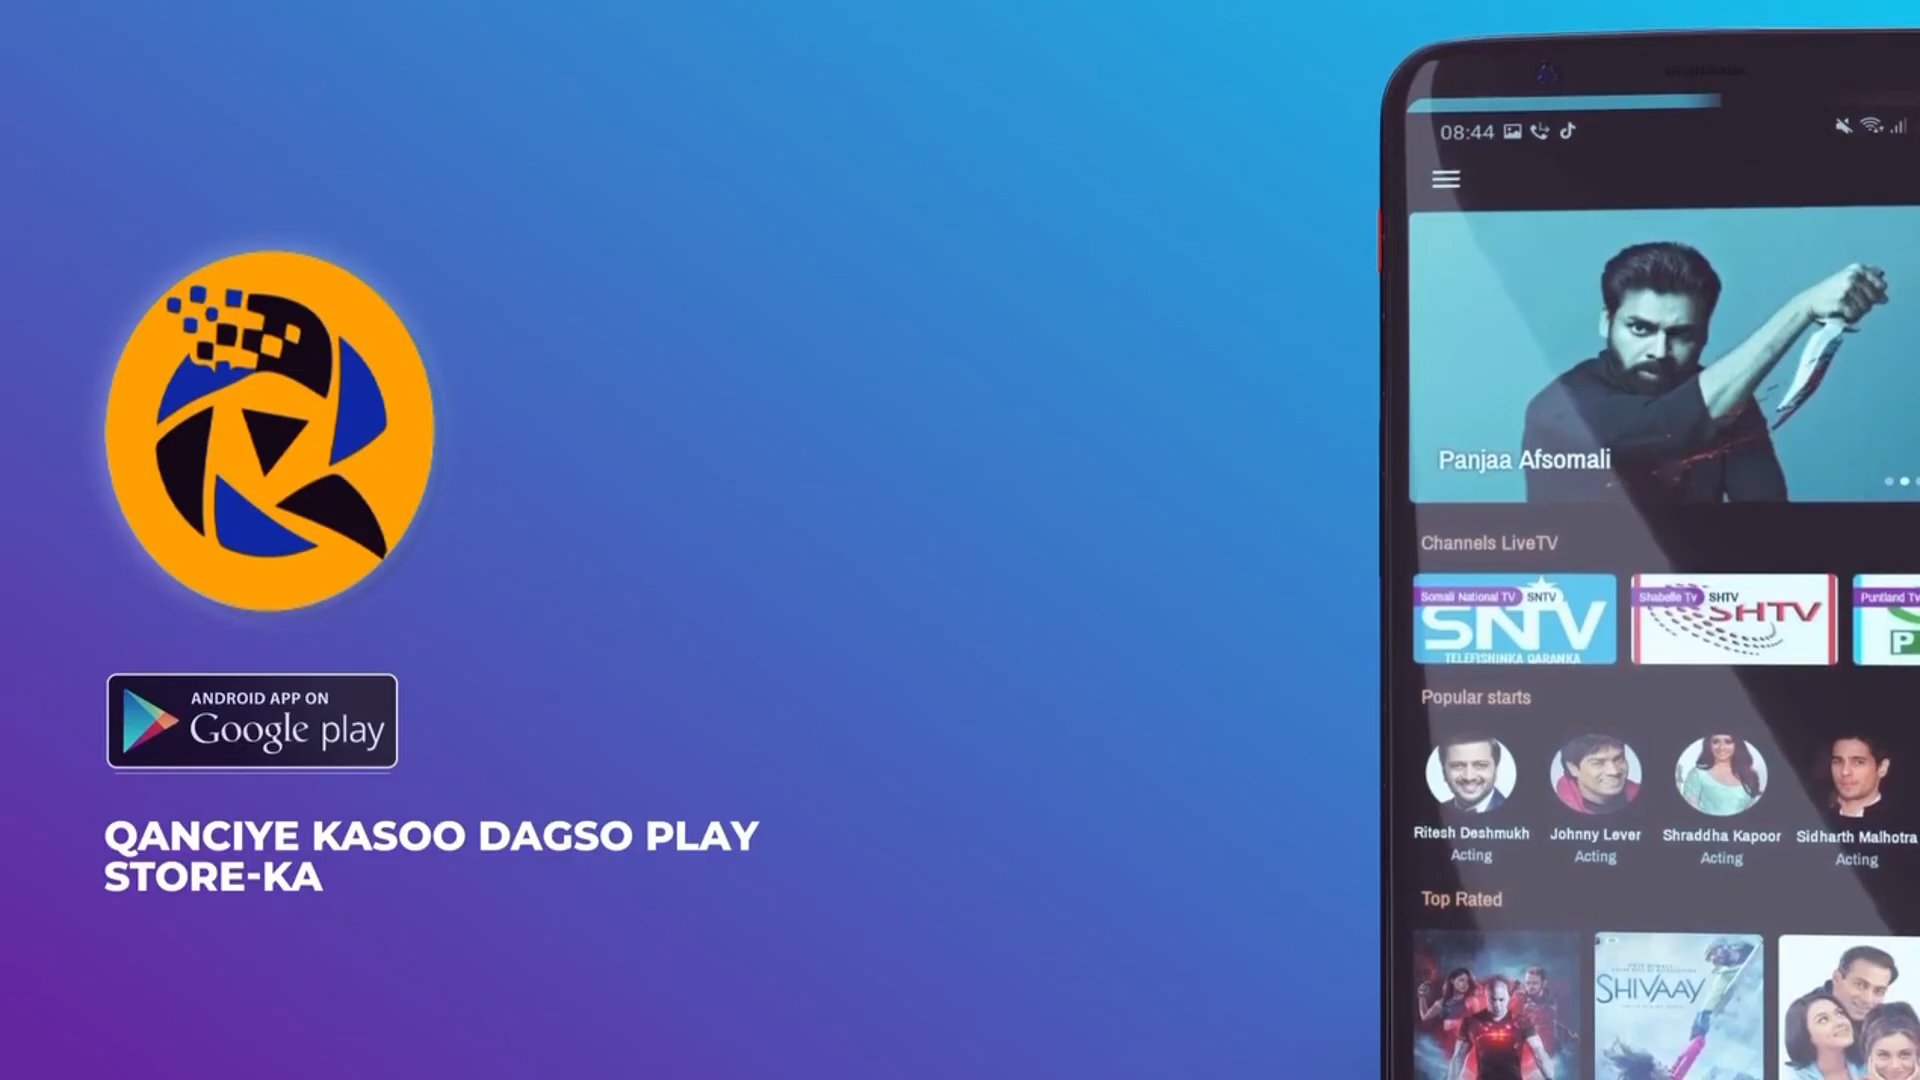 ANDROID APP ON
Google play
QANCIYE KASOO DAGSO PLAY
STORE-KA
08:44
Panjaa Afsomali
Channels LiveTV
Somali National TV SNTV
SNTV
TELEFISHINKA QARANKA
Shabelle Tv SHTV
SHTV
Puntland Tv
P
Popular starts
Ritesh Deshmukh
Acting
Johnny Lever
Acting
Shraddha Kapoor
Acting
Sidharth Malhotra
Acting
Top Rated
SHIVAAY